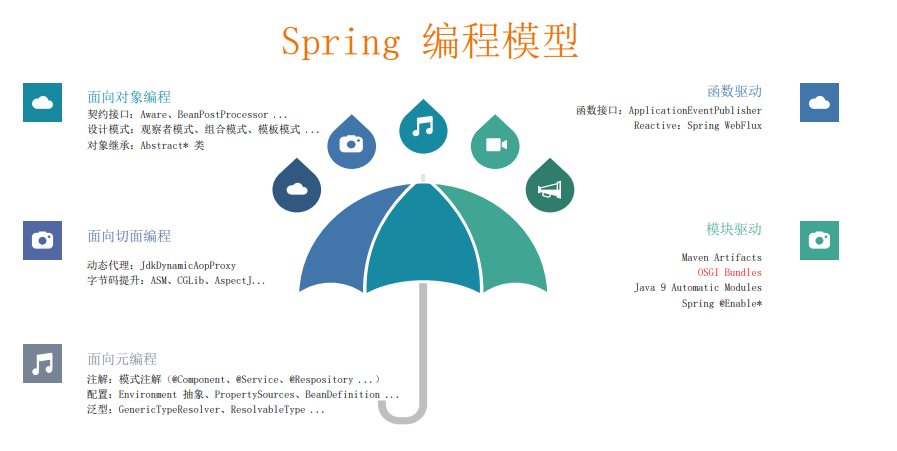 Spring 编程模型
面向对象编程
契约接口：Aware、BeanPostProcessor ...
设计模式：观察者模式、组合模式、模板模式 ...
对象继承：Abstract* 类
函数驱动
函数接口：ApplicationEventPublisher
Reactive：Spring WebFlux
面向切面编程
动态代理：JdkDynamicAopProxy
字节码提升：ASM、CGLib、AspectJ...
模块驱动
Maven Artifacts
OSGI Bundles
Java 9 Automatic Modules
Spring @Enable*
面向元编程
注解：模式注解（@Component、@Service、@Respository ...）
配置：Environment 抽象、PropertySources、BeanDefinition ...
泛型：GenericTypeResolver、ResolvableType ...